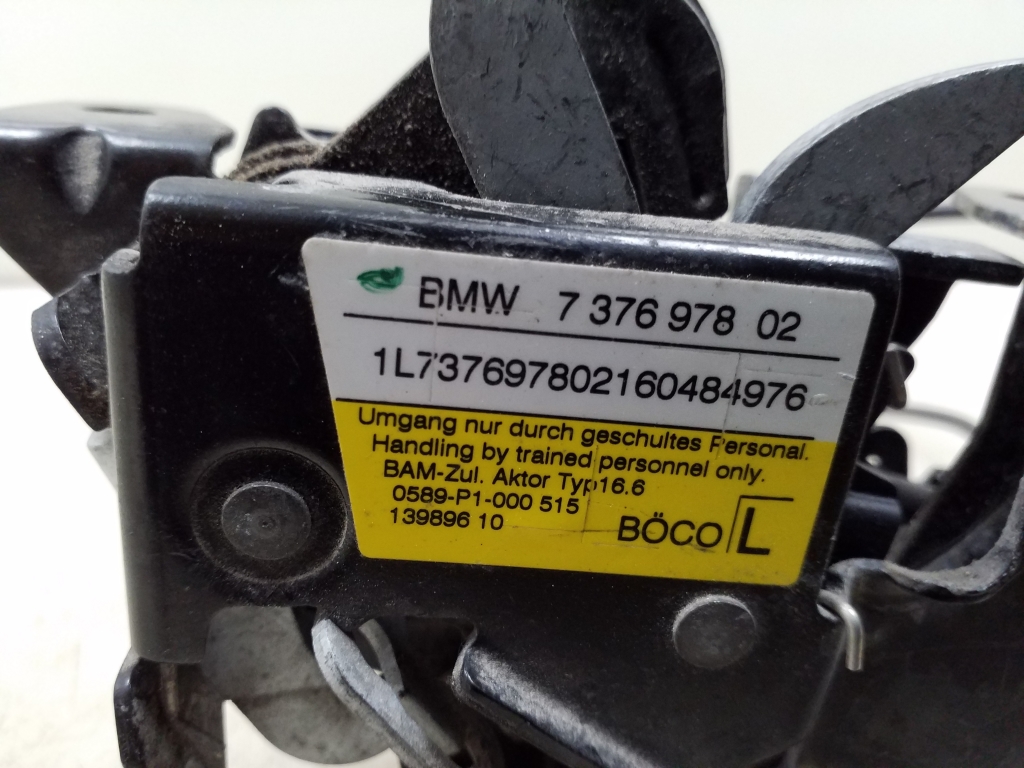 BMW 7 376 978 02
1L737697802160484976
Umgang nur durch geschultes Personal.
Handling by trained personnel only.
BAM-Zul. Aktor Typ16.6
0589-P1-000 515
139896 10
BÖCO L